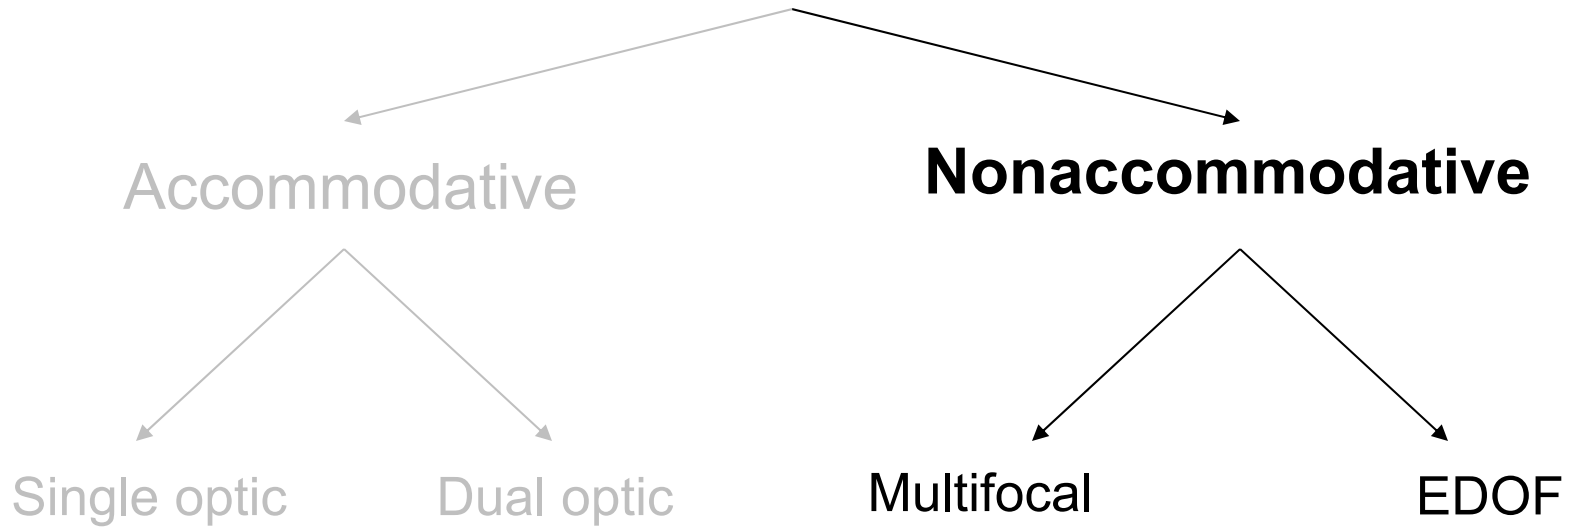 Accommodative
Nonaccommodative
Single optic
Dual optic
Multifocal
EDOF